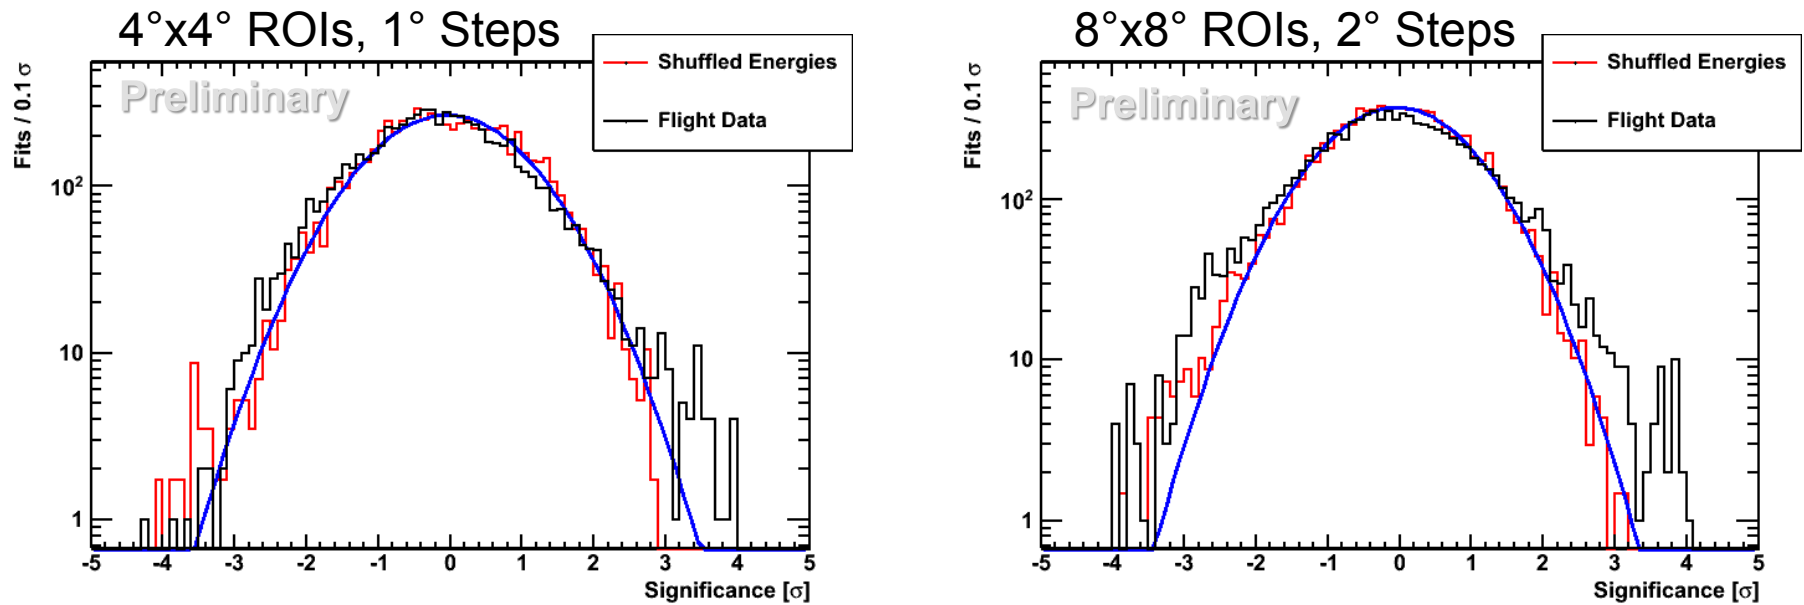 4°x4° ROIs, 1° Steps
Preliminary
Shuffled Energies
Flight Data
Fits / 0.1 σ
10²
10
1
-5 -4 -3 -2 -1 0 1 2 3 4 5
Significance [σ]
8°x8° ROIs, 2° Steps
Preliminary
Shuffled Energies
Flight Data
Fits / 0.1 σ
10²
10
1
-5 -4 -3 -2 -1 0 1 2 3 4 5
Significance [σ]